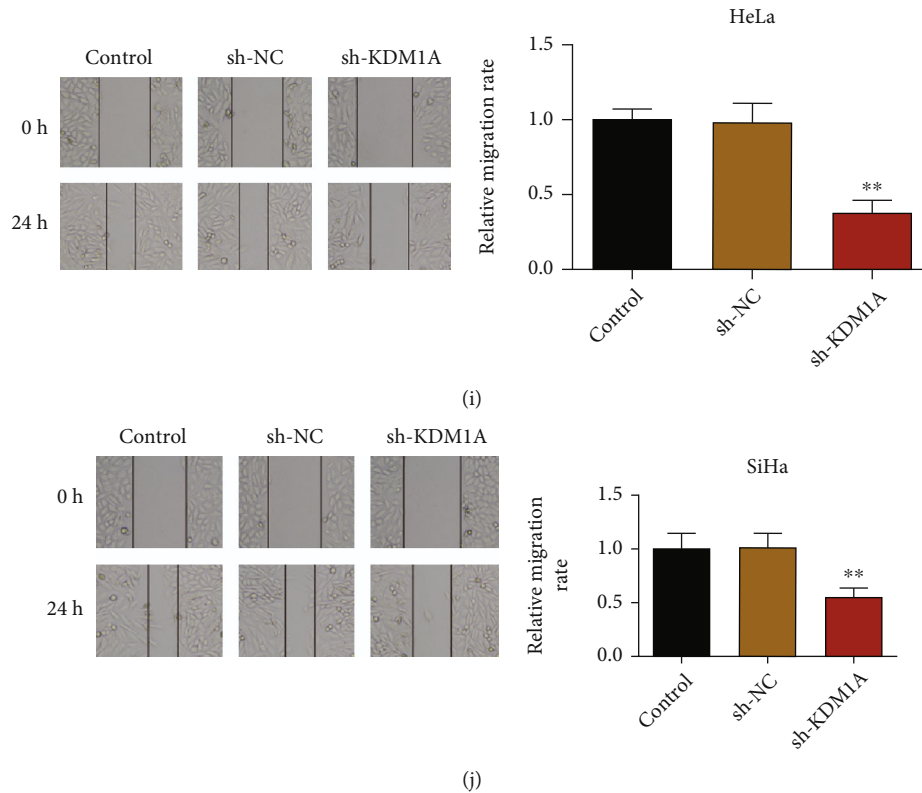 Control sh-NC sh-KDM1A
0 h
24 h
HeLa
Relative migration rate
1.5
1.0
0.5
0.0
**
Control
sh-NC
sh-KDM1A
(i)
Control sh-NC sh-KDM1A
0 h
24 h
SiHa
Relative migration
rate
1.5
1.0
0.5
0.0
**
Control
sh-NC
sh-KDM1A
(j)